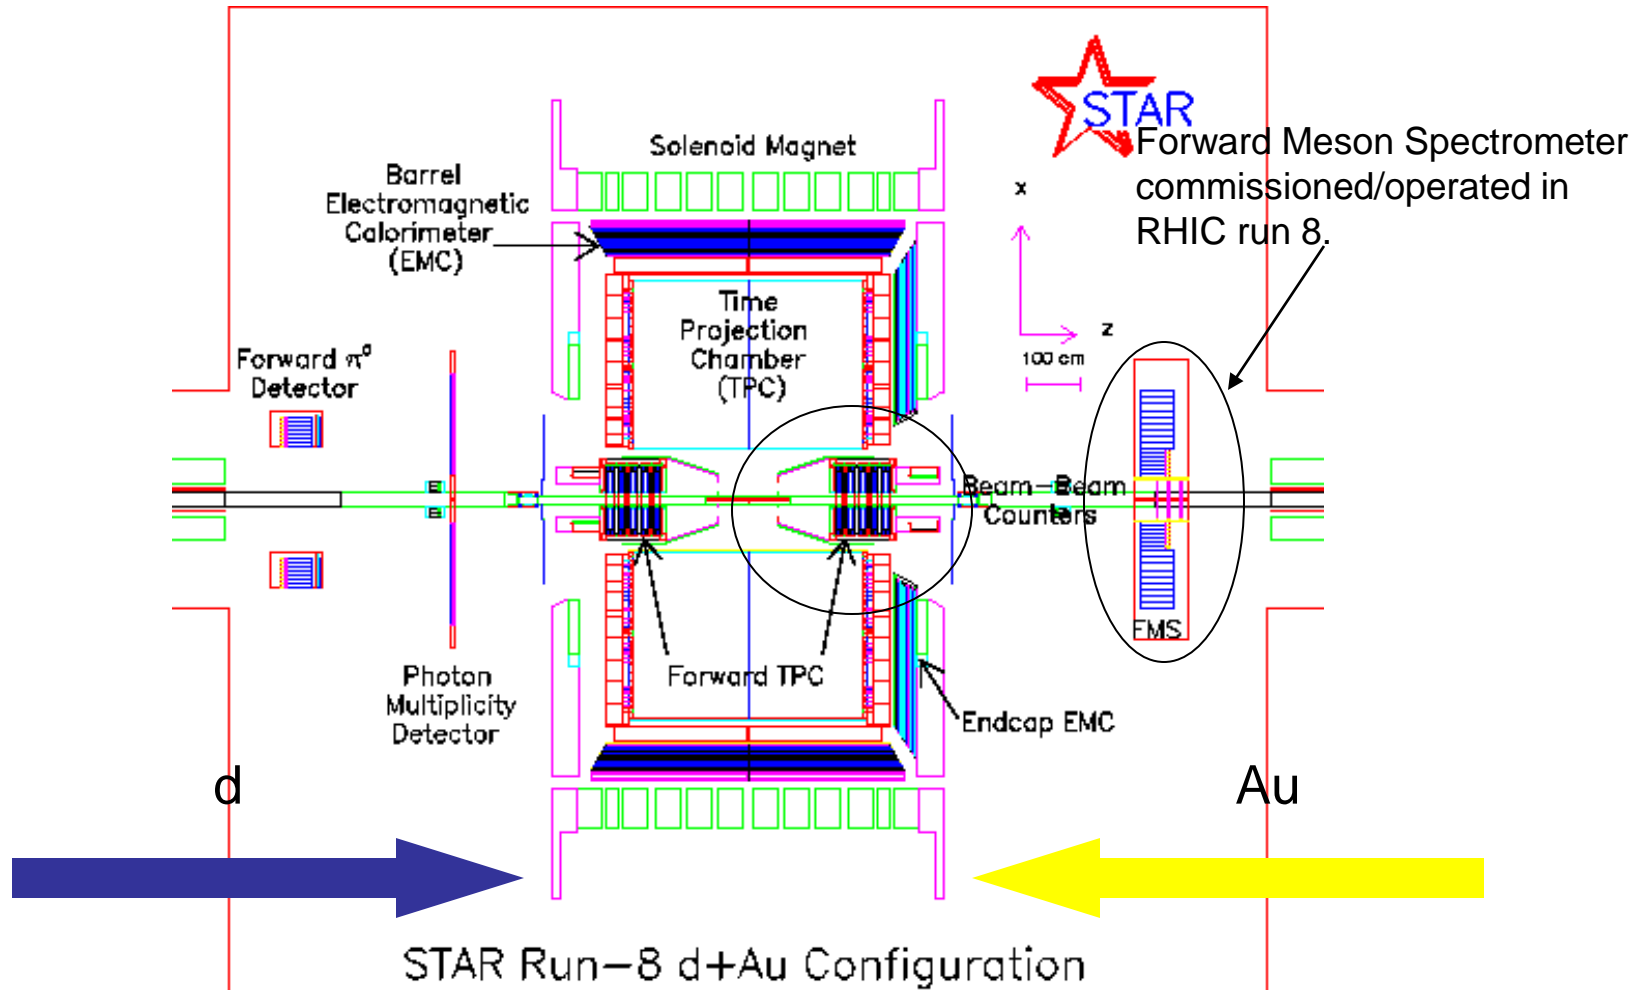 STAR
Forward Meson Spectrometer
commissioned/operated in
RHIC run 8.
Solenoid Magnet
Barrel
Electromagnetic
Calorimeter
(EMC)
x
z
100 cm
Time
Projection
Chamber
(TPC)
Forward π⁰
Detector
Beam-Beam
Counters
FMS
Forward TPC
Photon
Multiplicity
Detector
Endcap EMC
d
Au
STAR Run-8 d+Au Configuration